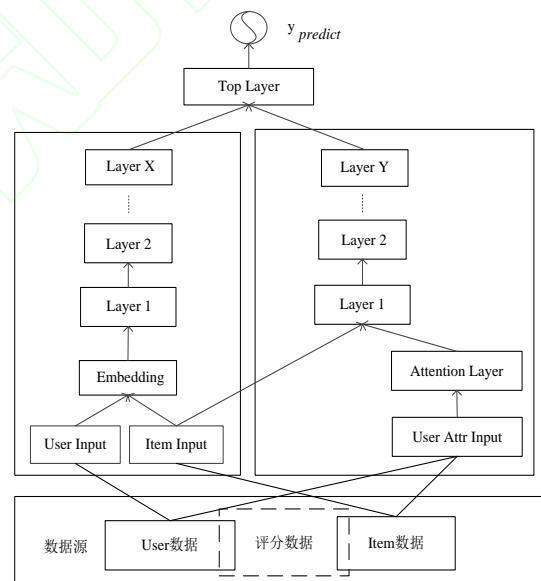 y predict
Top Layer
Layer X
Layer Y
Layer 2
Layer 2
Layer 1
Layer 1
Embedding
Attention Layer
User Input
Item Input
User Attr Input
数据源
User数据
评分数据
Item数据